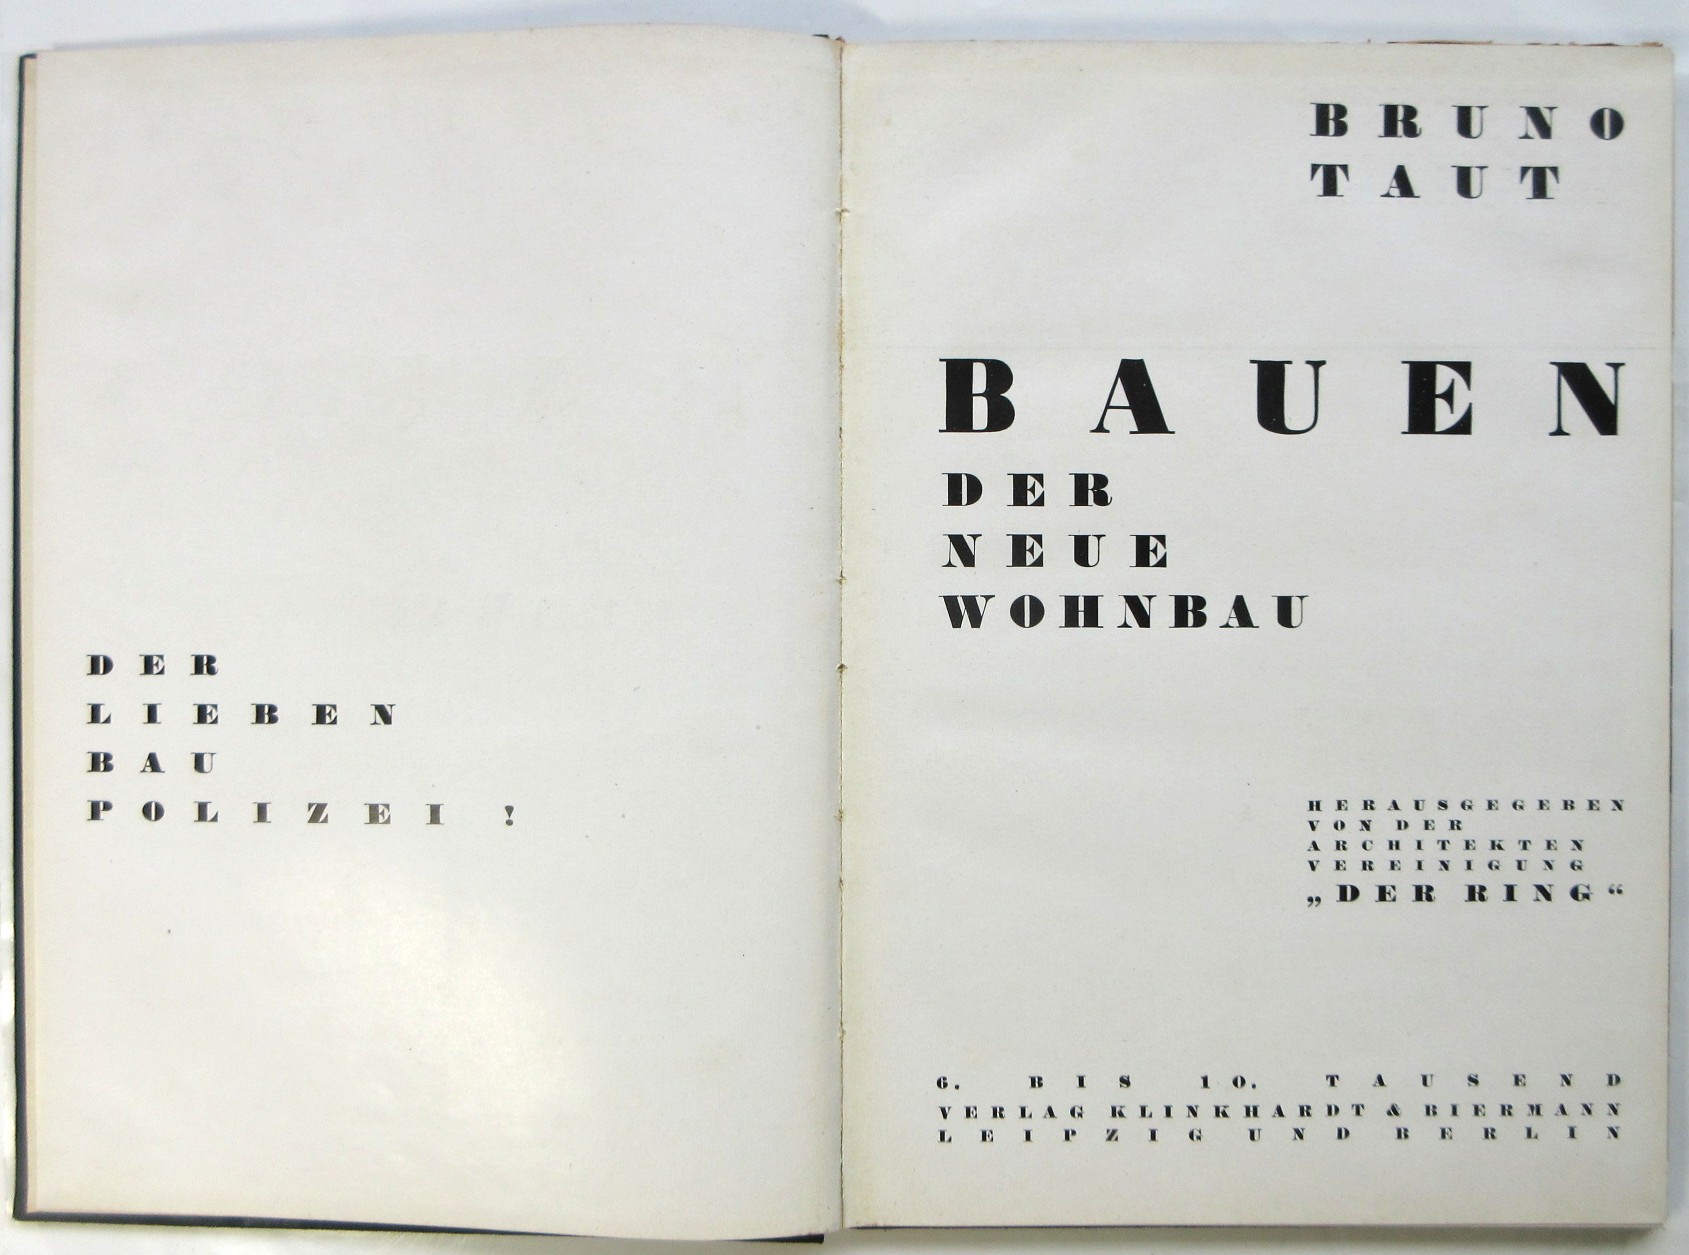 DER
LIEBEN
BAU
POLIZEI !
BRUNO
TAUT
BAUEN
DER
NEUE
WOHNBAU
HERAUSGEGEBEN
VON DER
ARCHITEKTEN
VEREINIGUNG
„DER RING“
6. BIS 10. TAUSEND
VERLAG KLINKHARDT & BIERMANN
LEIPZIG UND BERLIN